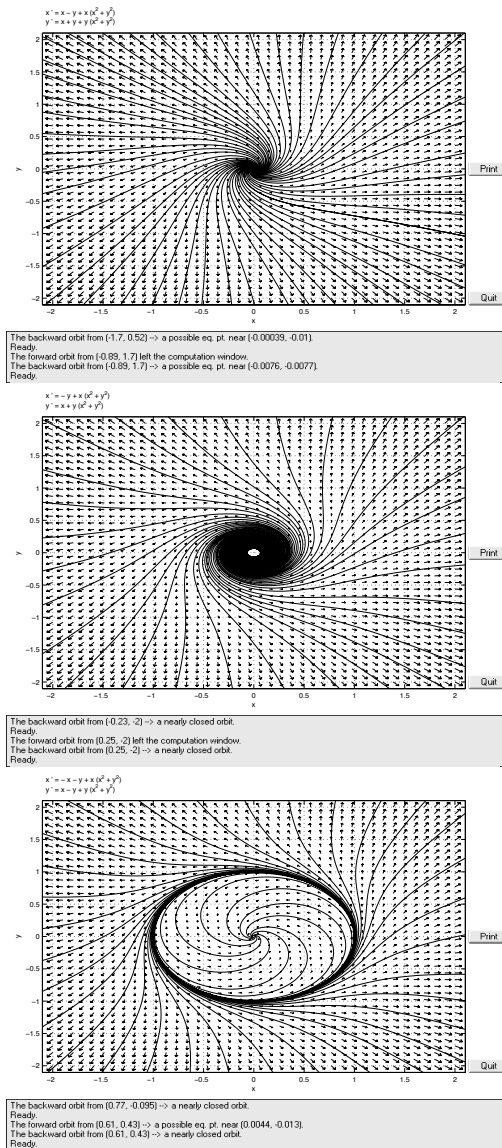 x ' = x − y + x (x² + y²)
y ' = x + y + y (x² + y²)
2
1.5
1
0.5
0
−0.5
−1
−1.5
−2
y
Print
Quit
−2 −1.5 −1 −0.5 0 0.5 1 1.5 2
x
The backward orbit from (-1.7, 0.52) --> a possible eq. pt. near (-0.00039, -0.01).
Ready.
The forward orbit from (-0.89, 1.7) left the computation window.
The backward orbit from (-0.89, 1.7) --> a possible eq. pt. near (-0.0076, -0.0077).
Ready.
x ' = − y + x (x² + y²)
y ' = x + y (x² + y²)
2
1.5
1
0.5
0
−0.5
−1
−1.5
−2
y
Print
Quit
−2 −1.5 −1 −0.5 0 0.5 1 1.5 2
x
The backward orbit from (-0.23, -2) --> a nearly closed orbit.
Ready.
The forward orbit from (0.25, -2) left the computation window.
The backward orbit from (0.25, -2) --> a nearly closed orbit.
Ready.
x ' = − x − y + x (x² + y²)
y ' = x − y + y (x² + y²)
2
1.5
1
0.5
0
−0.5
−1
−1.5
−2
y
Print
Quit
−2 −1.5 −1 −0.5 0 0.5 1 1.5 2
x
The backward orbit from (0.77, -0.095) --> a nearly closed orbit.
Ready.
The forward orbit from (0.61, 0.43) --> a possible eq. pt. near (0.0044, -0.013).
The backward orbit from (0.61, 0.43) --> a nearly closed orbit.
Ready.